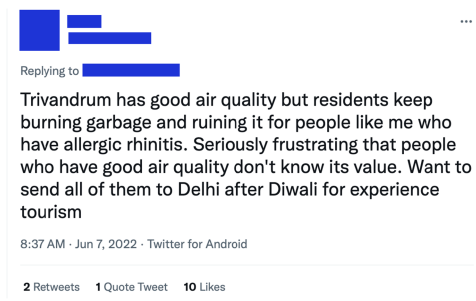 Replying to
Trivandrum has good air quality but residents keep
burning garbage and ruining it for people like me who
have allergic rhinitis. Seriously frustrating that people
who have good air quality don't know its value. Want to
send all of them to Delhi after Diwali for experience
tourism
8:37 AM · Jun 7, 2022 · Twitter for Android
2 Retweets 1 Quote Tweet 10 Likes